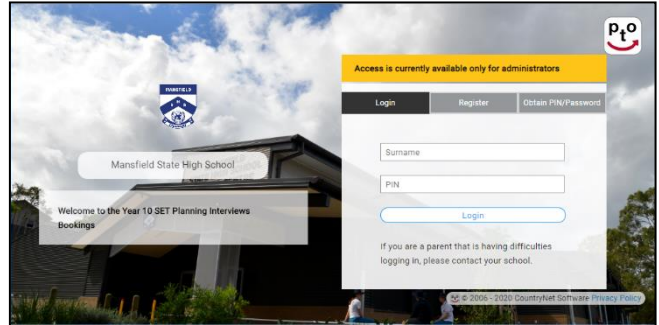 pto
Access is currently available only for administrators
MANSFIELD
Login Register Obtain PIN/Password
Surname
Mansfield State High School
PIN
Welcome to the Year 10 SET Planning Interviews
Bookings
Login
If you are a parent that is having difficulties
logging in, please contact your school.
© 2006 - 2020 CountryNet Software Privacy Policy